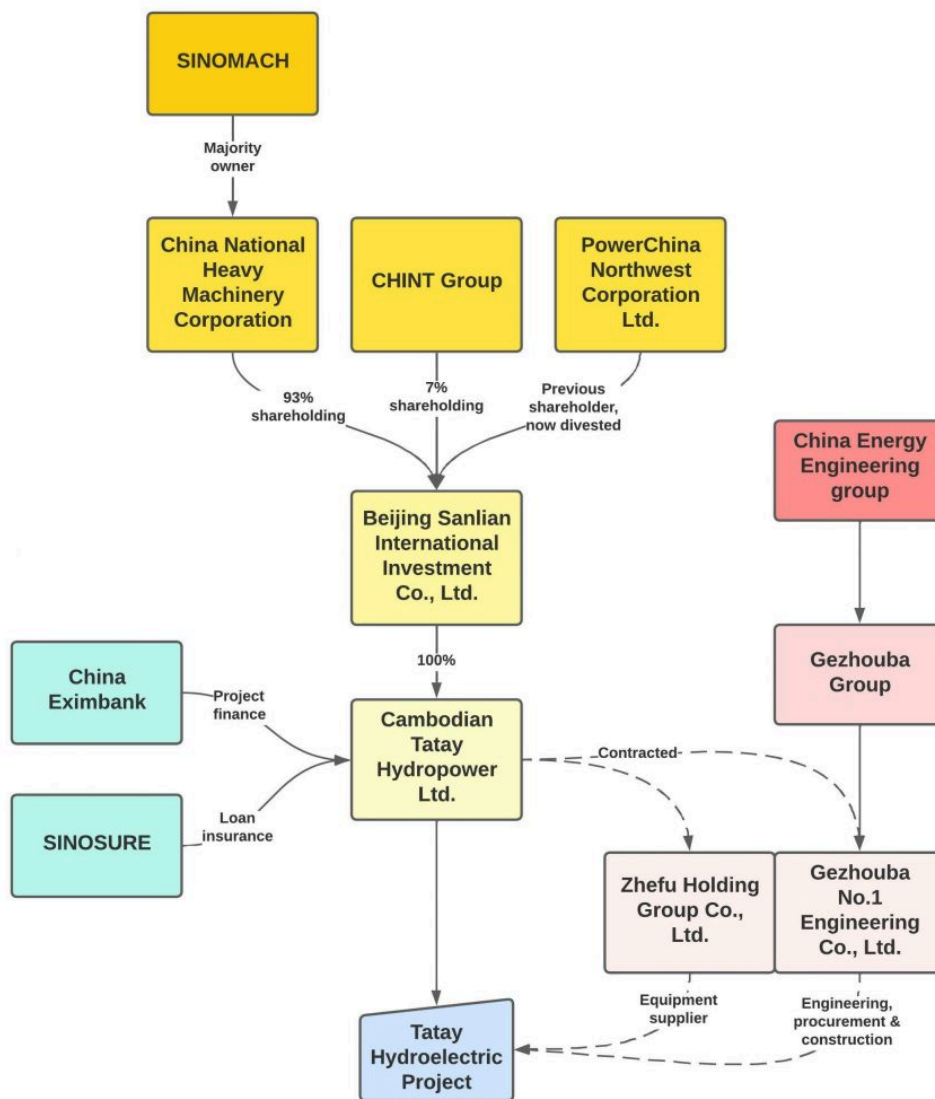 SINOMACH
Majority
owner
China National
Heavy
Machinery
Corporation
CHINT Group
PowerChina
Northwest
Corporation
Ltd.
93%
shareholding
7%
shareholding
Previous
shareholder,
now divested
China Energy
Engineering
group
Beijing Sanlian
International
Investment
Co., Ltd.
100%
Gezhouba
Group
China
Eximbank
Project
finance
Cambodian
Tatay
Hydropower
Ltd.
Contracted
SINOSURE
Loan
insurance
Zhefu Holding
Group Co.,
Ltd.
Gezhouba
No.1
Engineering
Co., Ltd.
Equipment
supplier
Engineering,
procurement &
construction
Tatay
Hydroelectric
Project